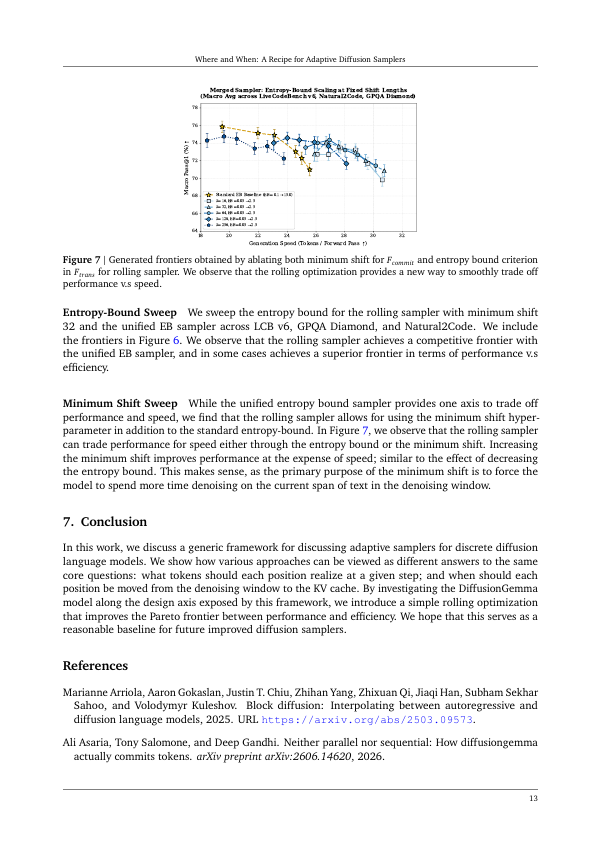 Where and When: A Recipe for Adaptive Diffusion Samplers
Merged Sampler: Entropy-Bound Scaling at Fixed Shift Lengths
(Macro Avg across LiveCodeBench v6, Natural2Code, GPQA Diamond)
Macro Pass@1 (%) ↑
78
76
74
72
70
68
66
64
18
20
22
24
26
28
30
32
Generation Speed (Tokens / Forward Pass ↑)
Figure 7 | Generated frontiers obtained by ablating both minimum shift for F_commit and entropy bound criterion
in F_trans for rolling sampler. We observe that the rolling optimization provides a new way to smoothly trade off
performance v.s speed.
Entropy-Bound Sweep We sweep the entropy bound for the rolling sampler with minimum shift
32 and the unified EB sampler across LCB v6, GPQA Diamond, and Natural2Code. We include
the frontiers in Figure 6. We observe that the rolling sampler achieves a competitive frontier with
the unified EB sampler, and in some cases achieves a superior frontier in terms of performance v.s
efficiency.
Minimum Shift Sweep While the unified entropy bound sampler provides one axis to trade off
performance and speed, we find that the rolling sampler allows for using the minimum shift hyper-
parameter in addition to the standard entropy-bound. In Figure 7, we observe that the rolling sampler
can trade performance for speed either through the entropy bound or the minimum shift. Increasing
the minimum shift improves performance at the expense of speed; similar to the effect of decreasing
the entropy bound. This makes sense, as the primary purpose of the minimum shift is to force the
model to spend more time denoising on the current span of text in the denoising window.
7. Conclusion
In this work, we discuss a generic framework for discussing adaptive samplers for discrete diffusion
language models. We show how various approaches can be viewed as different answers to the same
core questions: what tokens should each position realize at a given step; and when should each
position be moved from the denoising window to the KV cache. By investigating the DiffusionGemma
model along the design axis exposed by this framework, we introduce a simple rolling optimization
that improves the Pareto frontier between performance and efficiency. We hope that this serves as a
reasonable baseline for future improved diffusion samplers.
References
Marianne Arriola, Aaron Gokaslan, Justin T. Chiu, Zhihan Yang, Zhixuan Qi, Jiaqi Han, Subham Sekhar
Sahoo, and Volodymyr Kuleshov. Block diffusion: Interpolating between autoregressive and
diffusion language models, 2025. URL https://arxiv.org/abs/2503.09573.
Ali Asaria, Tony Salomone, and Deep Gandhi. Neither parallel nor sequential: How diffusiongemma
actually commits tokens. arXiv preprint arXiv:2606.14620, 2026.
13